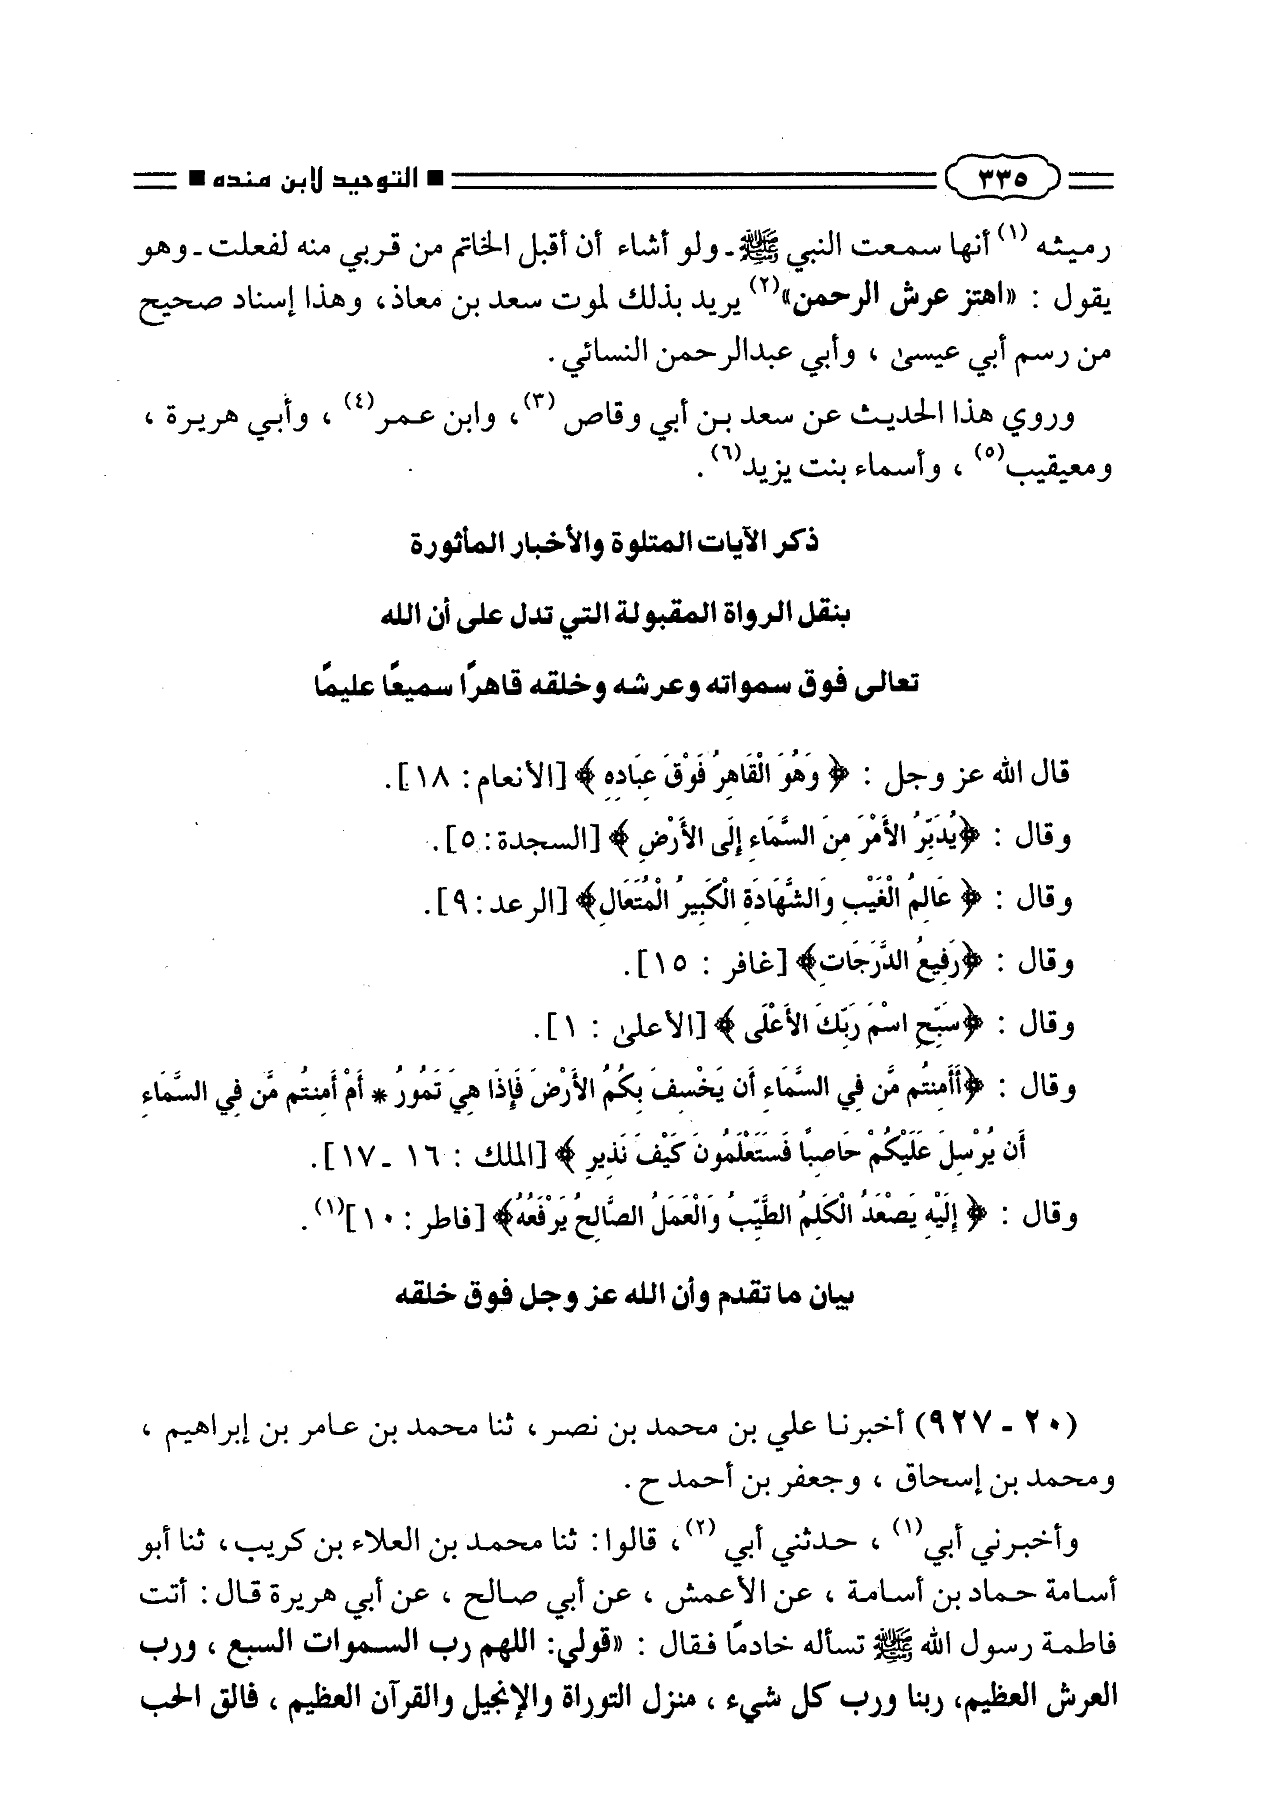 ٣٣٥ ■ التوحيد لابن منده ■
رميثه (١) أنها سمعت النبي ﷺ ـ ولو أشاء أن أقبل الخاتم من قربي منه لفعلت ـ وهو
يقول : «اهتز عرش الرحمن»(٢) يريد بذلك لموت سعد بن معاذ، وهذا إسناد صحيح
من رسم أبي عيسىٰ ، وأبي عبدالرحمن النسائي .
وروي هذا الحديث عن سعد بن أبي وقاص (٣)، وابن عمر(٤) ، وأبي هريرة ،
ومعيقيب(٥) ، وأسماء بنت يزيد(٦).
ذكر الآيات المتلوة والأخبار المأثورة
بنقل الرواة المقبولة التي تدل على أن الله
تعالى فوق سمواته وعرشه وخلقه قاهرًا سميعًا عليمًا
قال الله عز وجل : ﴿ وَهُوَ الْقَاهِرُ فَوْقَ عِبَادِهِ ﴾ [الأنعام: ١٨].
وقال : ﴿يُدَبِّرُ الأَمْرَ مِنَ السَّمَاءِ إِلَى الأَرْضِ ﴾ [السجدة: ٥].
وقال : ﴿ عَالِمُ الْغَيْبِ وَالشَّهَادَةِ الْكَبِيرُ الْمُتَعَالِ﴾ [الرعد: ٩].
وقال : ﴿رَفِيعُ الدَّرَجَاتِ﴾ [غافر : ١٥].
وقال : ﴿سَبِّحِ اسْمَ رَبِّكَ الأَعْلَى ﴾ [الأعلىٰ : ١].
وقال : ﴿أَأَمِنتُم مَّن فِي السَّمَاءِ أَن يَخْسِفَ بِكُمُ الأَرْضَ فَإِذَا هِيَ تَمُورُ * أَمْ أَمِنتُم مَّن فِي السَّمَاءِ
أَن يُرْسِلَ عَلَيْكُمْ حَاصِبًا فَسَتَعْلَمُونَ كَيْفَ نَذِيرِ ﴾ [الملك : ١٦ ـ ١٧].
وقال : ﴿ إِلَيْهِ يَصْعَدُ الْكَلِمُ الطَّيِّبُ وَالْعَمَلُ الصَّالِحُ يَرْفَعُهُ﴾ [فاطر : ١٠](١).
بيان ما تقدم وأن الله عز وجل فوق خلقه
(٢٠ ـ ٩٢٧) أخبرنا علي بن محمد بن نصر ، ثنا محمد بن عامر بن إبراهيم ،
ومحمد بن إسحاق ، وجعفر بن أحمد ح .
وأخبرني أبي(١) ، حدثني أبي (٢)، قالوا : ثنا محمد بن العلاء بن كريب ، ثنا أبو
أسامة حماد بن أسامة ، عن الأعمش ، عن أبي صالح ، عن أبي هريرة قال : أتت
فاطمة رسول الله ﷺ تسأله خادمًا فقال : «قولي: اللهم رب السموات السبع ، ورب
العرش العظيم، ربنا ورب كل شيء ، منزل التوراة والإنجيل والقرآن العظيم ، فالق الحب